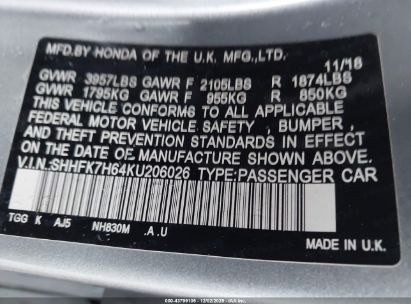 MFD.BY HONDA OF THE U.K. MFG.,LTD.
11/18
GVWR 3957LBS GAWR F 2105LBS R 1874LBS
GVWR 1795KG GAWR F 955KG R 850KG
THIS VEHICLE CONFORMS TO ALL APPLICABLE
FEDERAL MOTOR VEHICLE SAFETY , BUMPER ,
AND THEFT PREVENTION STANDARDS IN EFFECT
ON THE DATE OF MANUFACTURE SHOWN ABOVE.
V.I.N:SHHFK7H64KU206026 TYPE:PASSENGER CAR
TGG K AJ5 NH830M .A.U
MADE IN U.K.